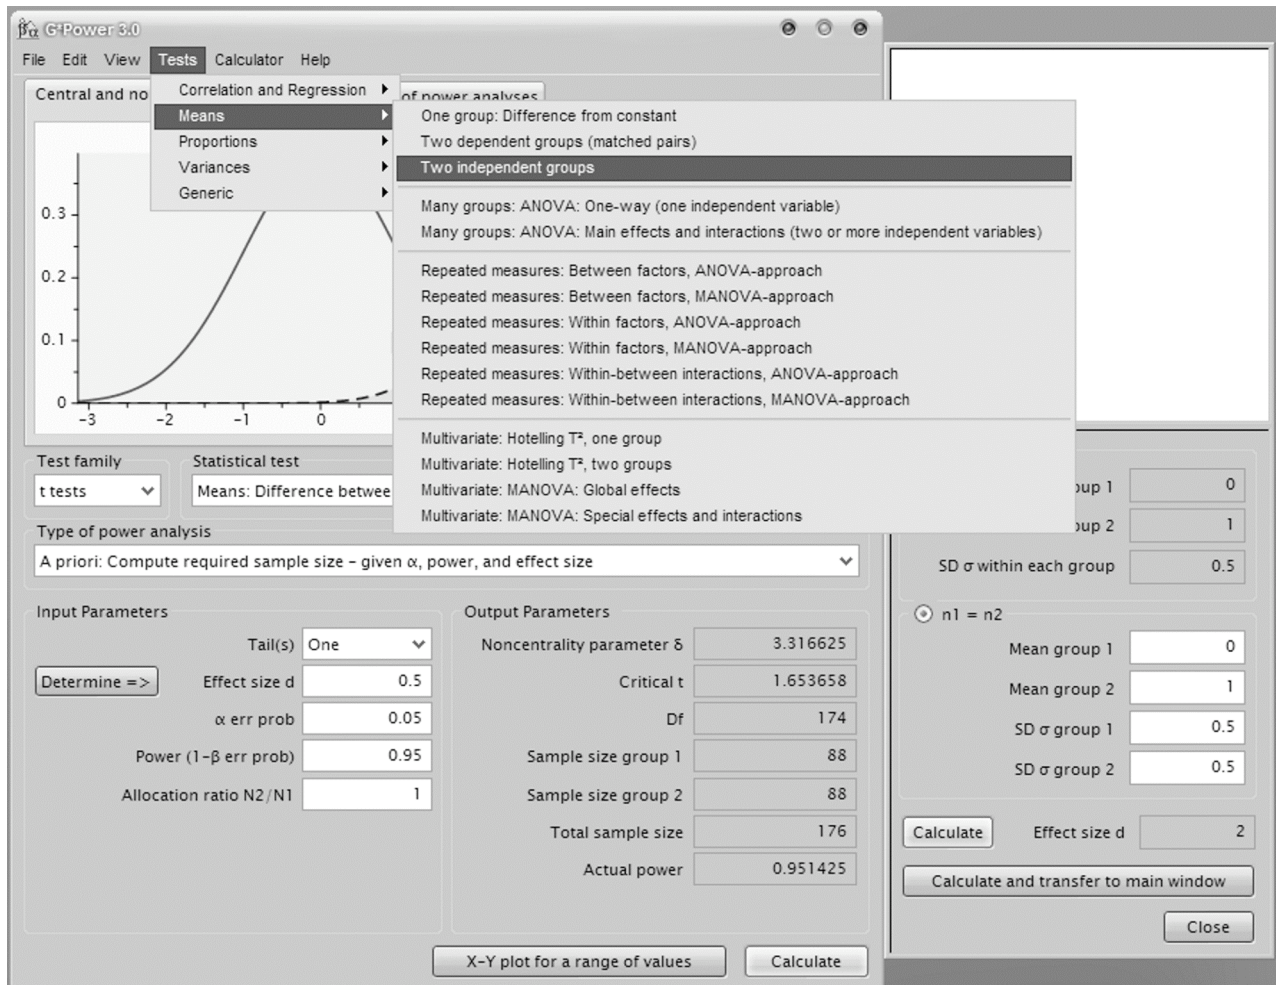 βα G*Power 3.0
File Edit View Tests Calculator Help
Central and no
of power analyses
Correlation and Regression
Means
Proportions
Variances
Generic
One group: Difference from constant
Two dependent groups (matched pairs)
Two independent groups
Many groups: ANOVA: One-way (one independent variable)
Many groups: ANOVA: Main effects and interactions (two or more independent variables)
Repeated measures: Between factors, ANOVA-approach
Repeated measures: Between factors, MANOVA-approach
Repeated measures: Within factors, ANOVA-approach
Repeated measures: Within factors, MANOVA-approach
Repeated measures: Within-between interactions, ANOVA-approach
Repeated measures: Within-between interactions, MANOVA-approach
Multivariate: Hotelling T², one group
Multivariate: Hotelling T², two groups
Multivariate: MANOVA: Global effects
Multivariate: MANOVA: Special effects and interactions
0.3
0.2
0.1
0
-3 -2 -1 0
Test family
t tests
Statistical test
Means: Difference betwee
Type of power analysis
A priori: Compute required sample size – given α, power, and effect size
Input Parameters
Tail(s) One
Determine => Effect size d 0.5
α err prob 0.05
Power (1-β err prob) 0.95
Allocation ratio N2/N1 1
Output Parameters
Noncentrality parameter δ 3.316625
Critical t 1.653658
Df 174
Sample size group 1 88
Sample size group 2 88
Total sample size 176
Actual power 0.951425
X-Y plot for a range of values Calculate
oup 1 0
oup 2 1
SD σ within each group 0.5
n1 = n2
Mean group 1 0
Mean group 2 1
SD σ group 1 0.5
SD σ group 2 0.5
Calculate Effect size d 2
Calculate and transfer to main window
Close